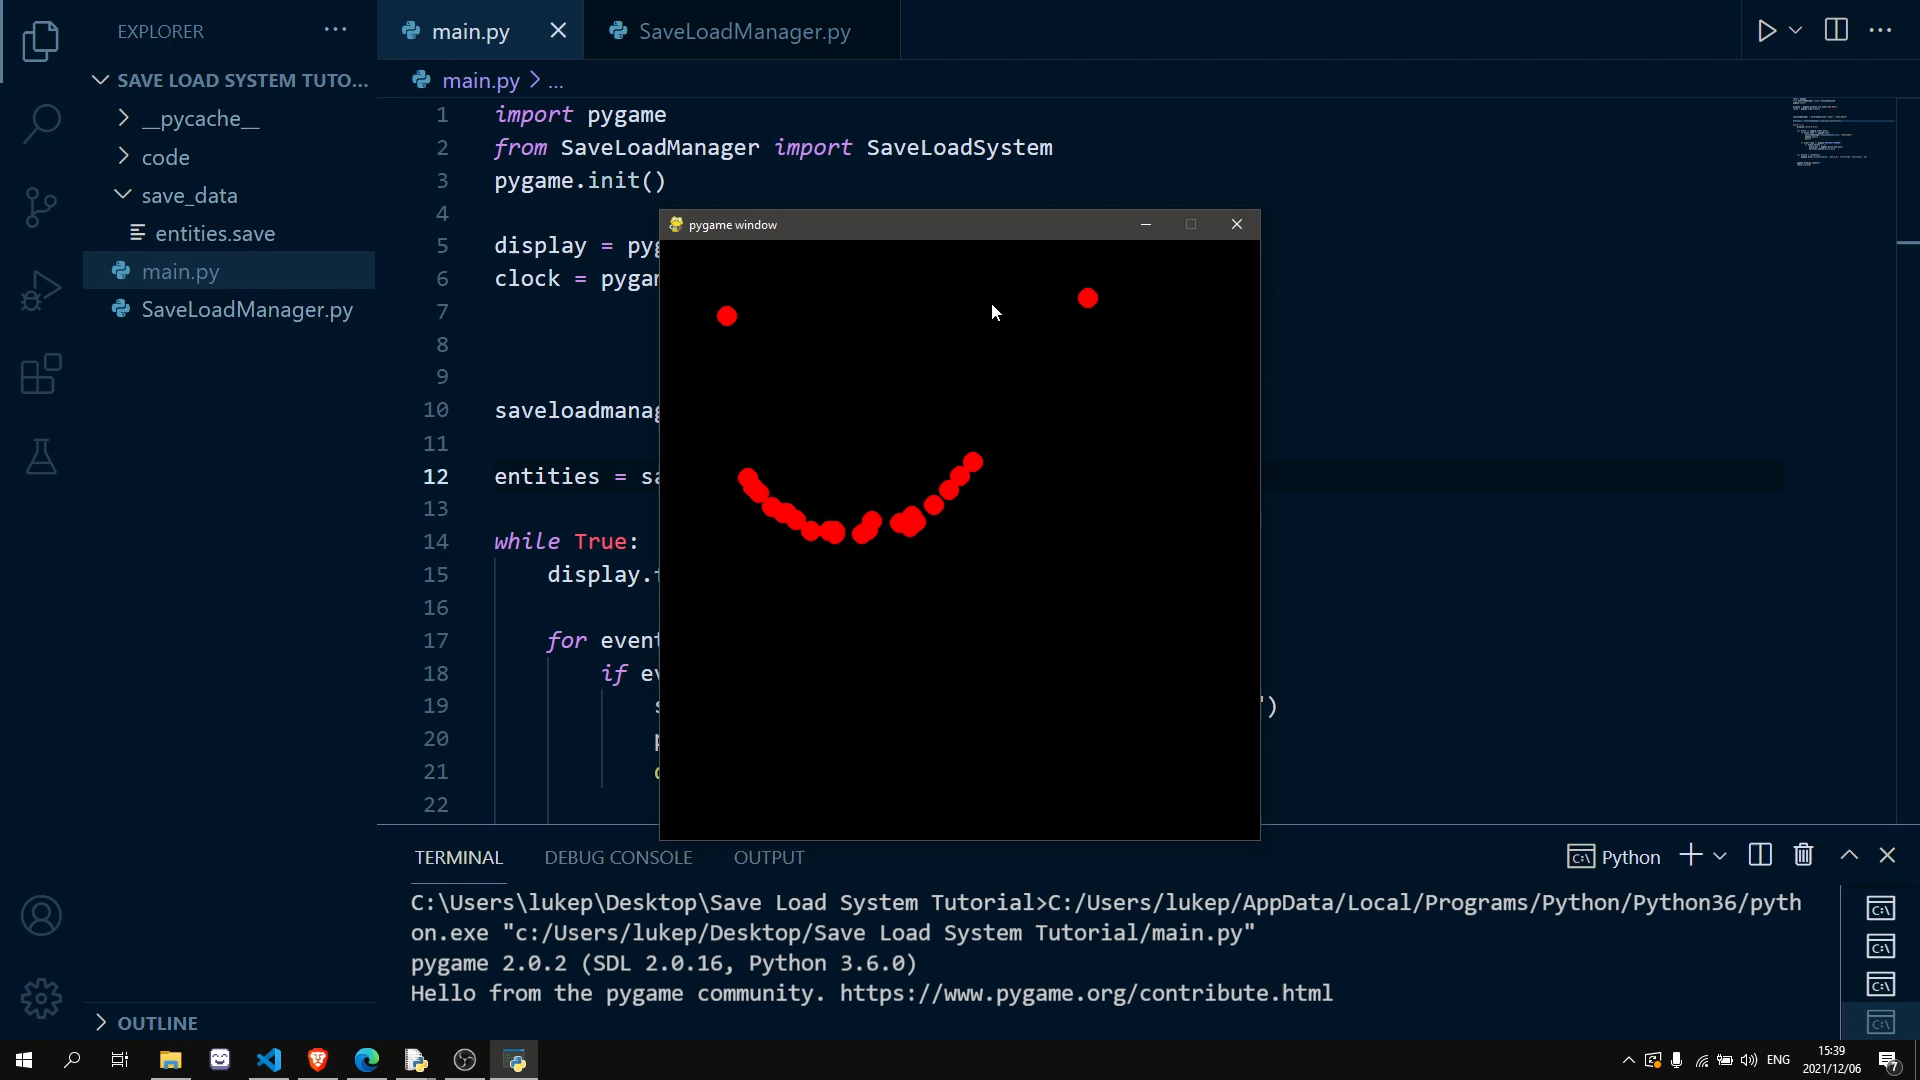 EXPLORER
SAVE LOAD SYSTEM TUTO...
__pycache__
code
save_data
entities.save
main.py
SaveLoadManager.py
OUTLINE
main.py
SaveLoadManager.py
main.py > ...
1 import pygame
2 from SaveLoadManager import SaveLoadSystem
3 pygame.init()
4
5 display = pyg
6 clock = pygam
7
8
9
10 saveloadmanag
11
12 entities = sa
13
14 while True:
15 display.f
16
17 for event
18 if ev
19 s ')
20 p
21
22
pygame window
TERMINAL DEBUG CONSOLE OUTPUT
Python
C:\Users\lukep\Desktop\Save Load System Tutorial>C:/Users/lukep/AppData/Local/Programs/Python/Python36/pyth
on.exe "c:/Users/lukep/Desktop/Save Load System Tutorial/main.py"
pygame 2.0.2 (SDL 2.0.16, Python 3.6.0)
Hello from the pygame community. https://www.pygame.org/contribute.html
ENG
15:39
2021/12/06
7